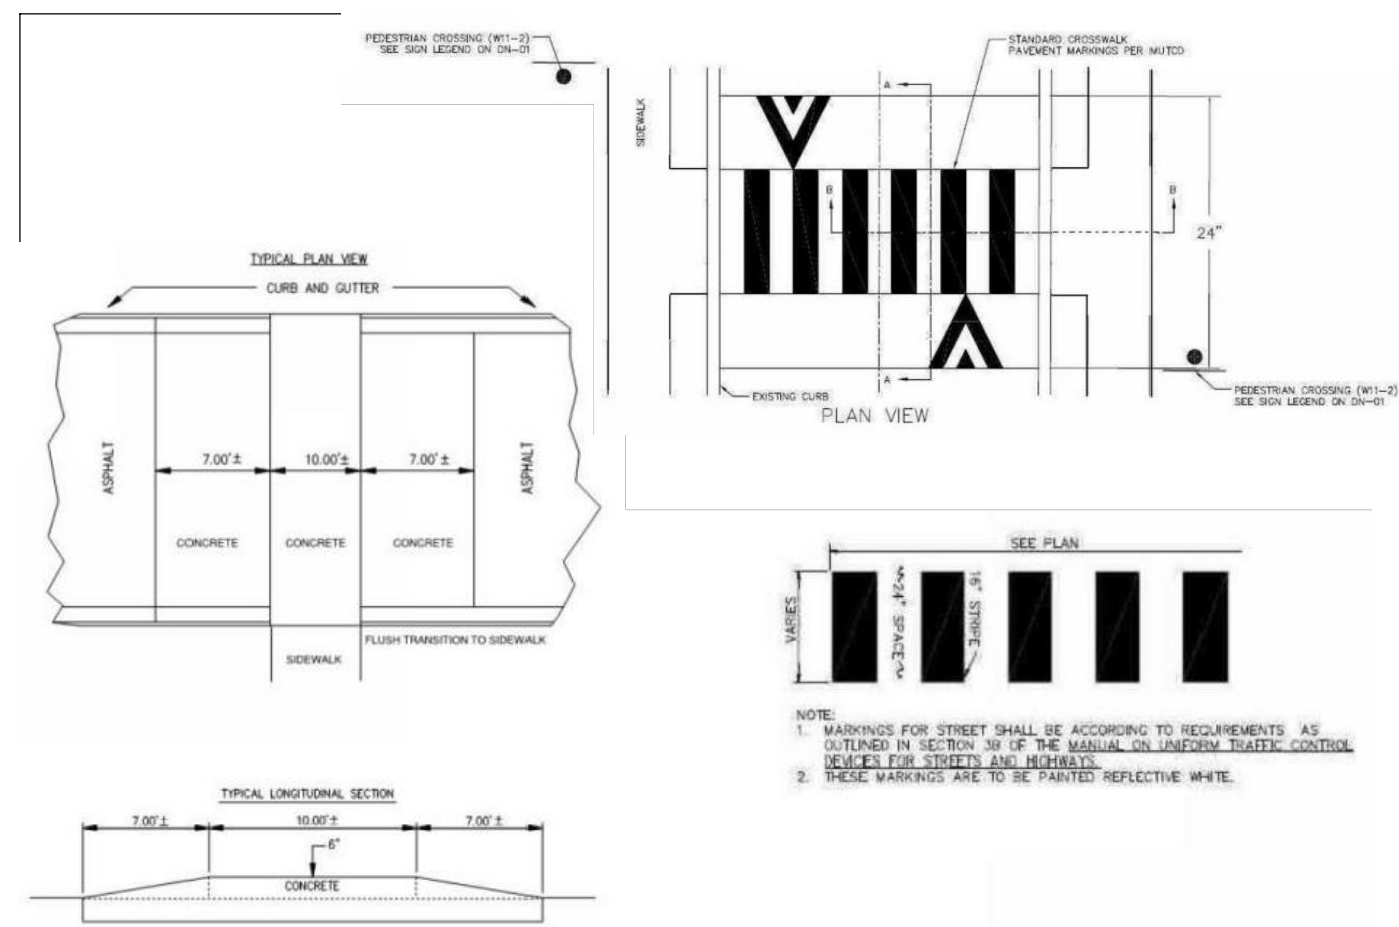 PEDESTRIAN CROSSING (W11-2)
SEE SIGN LEGEND ON DN-01
STANDARD CROSSWALK
PAVEMENT MARKINGS PER MUTCD
SIDEWALK
A
B
B
24"
A
EXISTING CURB
PLAN VIEW
PEDESTRIAN CROSSING (W11-2)
SEE SIGN LEGEND ON DN-01
TYPICAL PLAN VIEW
CURB AND GUTTER
ASPHALT
7.00'±
10.00'±
7.00'±
ASPHALT
CONCRETE
CONCRETE
CONCRETE
FLUSH TRANSITION TO SIDEWALK
SIDEWALK
SEE PLAN
VARIES
24" SPACE
16" STRIPE
NOTE:
1. MARKINGS FOR STREET SHALL BE ACCORDING TO REQUIREMENTS AS
OUTLINED IN SECTION 3B OF THE MANUAL ON UNIFORM TRAFFIC CONTROL
DEVICES FOR STREETS AND HIGHWAYS.
2. THESE MARKINGS ARE TO BE PAINTED REFLECTIVE WHITE.
TYPICAL LONGITUDINAL SECTION
7.00'±
10.00'±
7.00'±
6"
CONCRETE